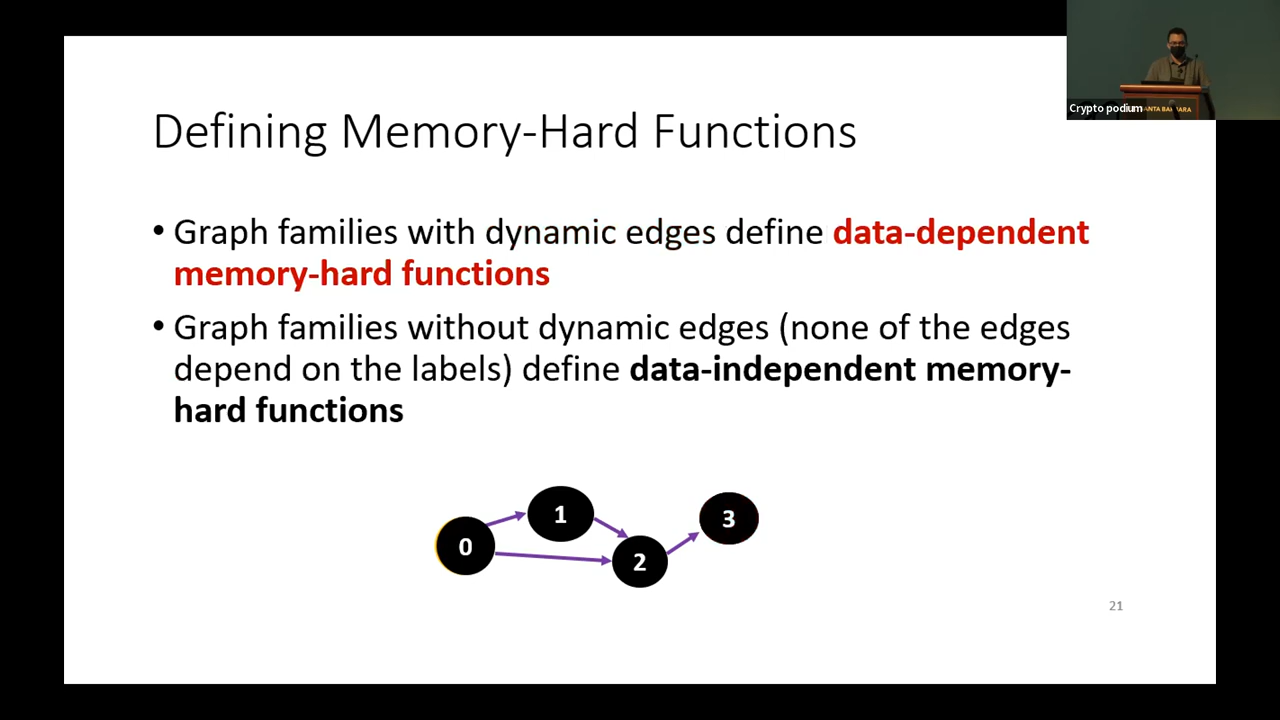 Crypto podium
ANTA BARBARA
Defining Memory-Hard Functions
• Graph families with dynamic edges define data-dependent
memory-hard functions
• Graph families without dynamic edges (none of the edges
depend on the labels) define data-independent memory-
hard functions
1
3
0
2
21